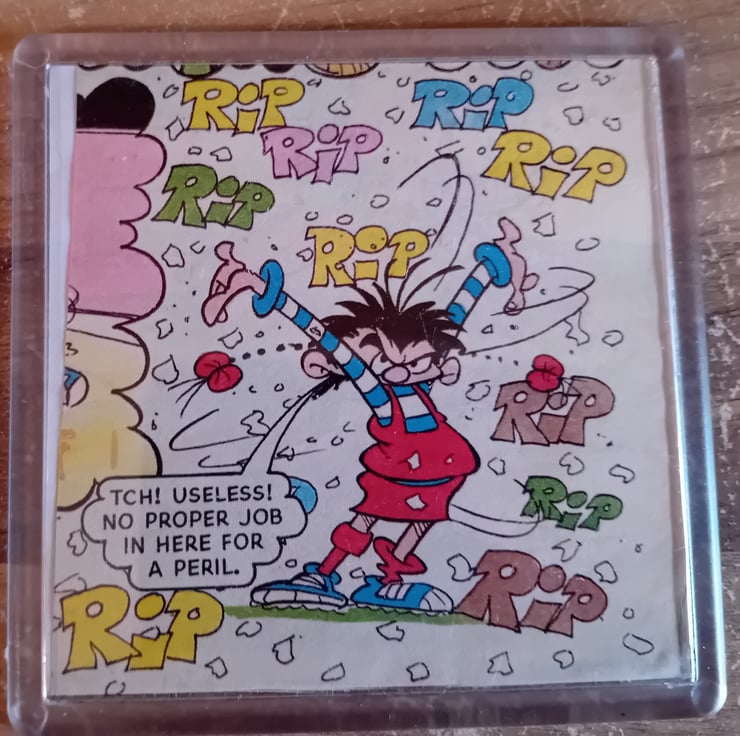 RIP RIP
RIP RIP
RIP
RIP
RIP
TCH! USELESS!
NO PROPER JOB
IN HERE FOR
A PERIL.
RIP
RIP RIP